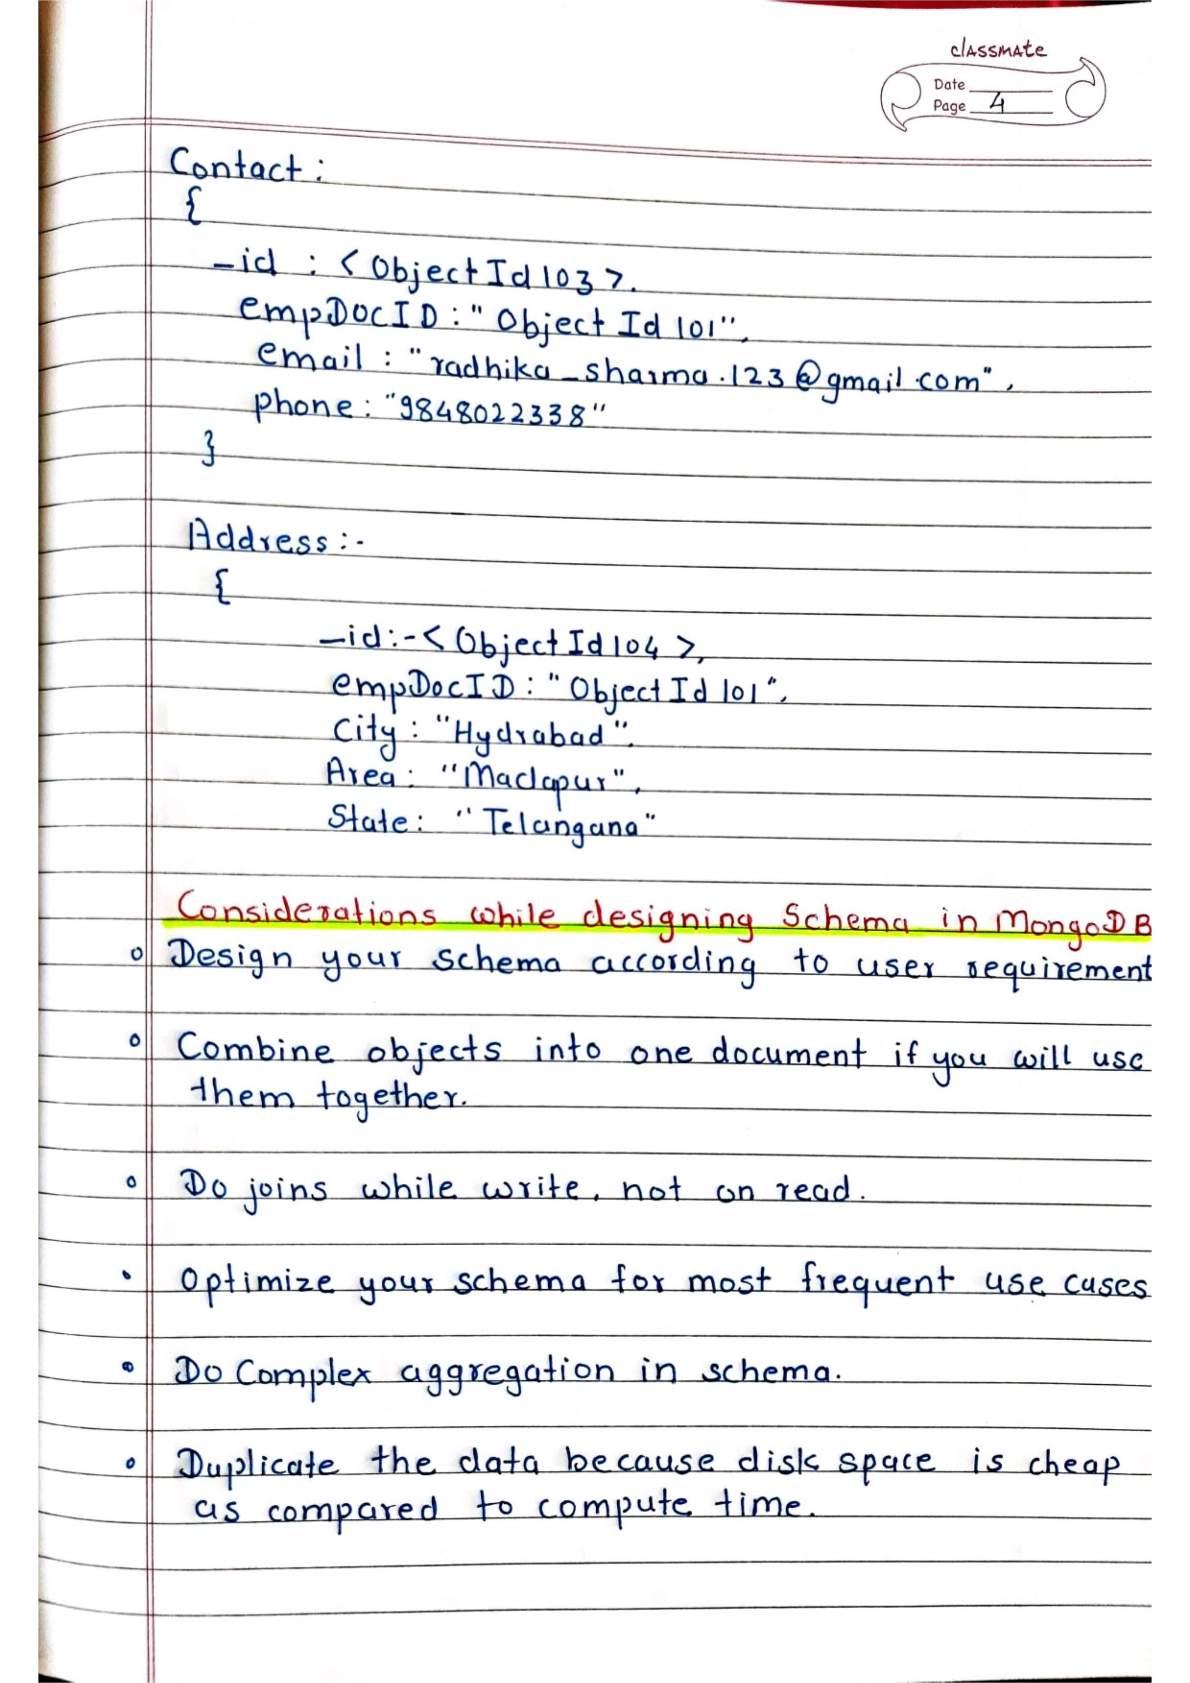 classmate
Date
Page 4
Contact :
{
_id : <ObjectId103>.
empDOCID : "Object Id 101",
email : "radhika_sharma.123@gmail.com",
phone : "9848022338"
}
Address :-
{
_id:-<ObjectId104>,
empDocID : "ObjectId 101",
City : "Hydrabad",
Area : "Madapur",
State : "Telangana"
Considerations while designing Schema in MongoDB
Design your schema according to user requirement
Combine objects into one document if you will use
them together.
Do joins while write, not on read.
Optimize your schema for most frequent use cases
Do Complex aggregation in schema.
Duplicate the data because disk space is cheap
as compared to compute time.